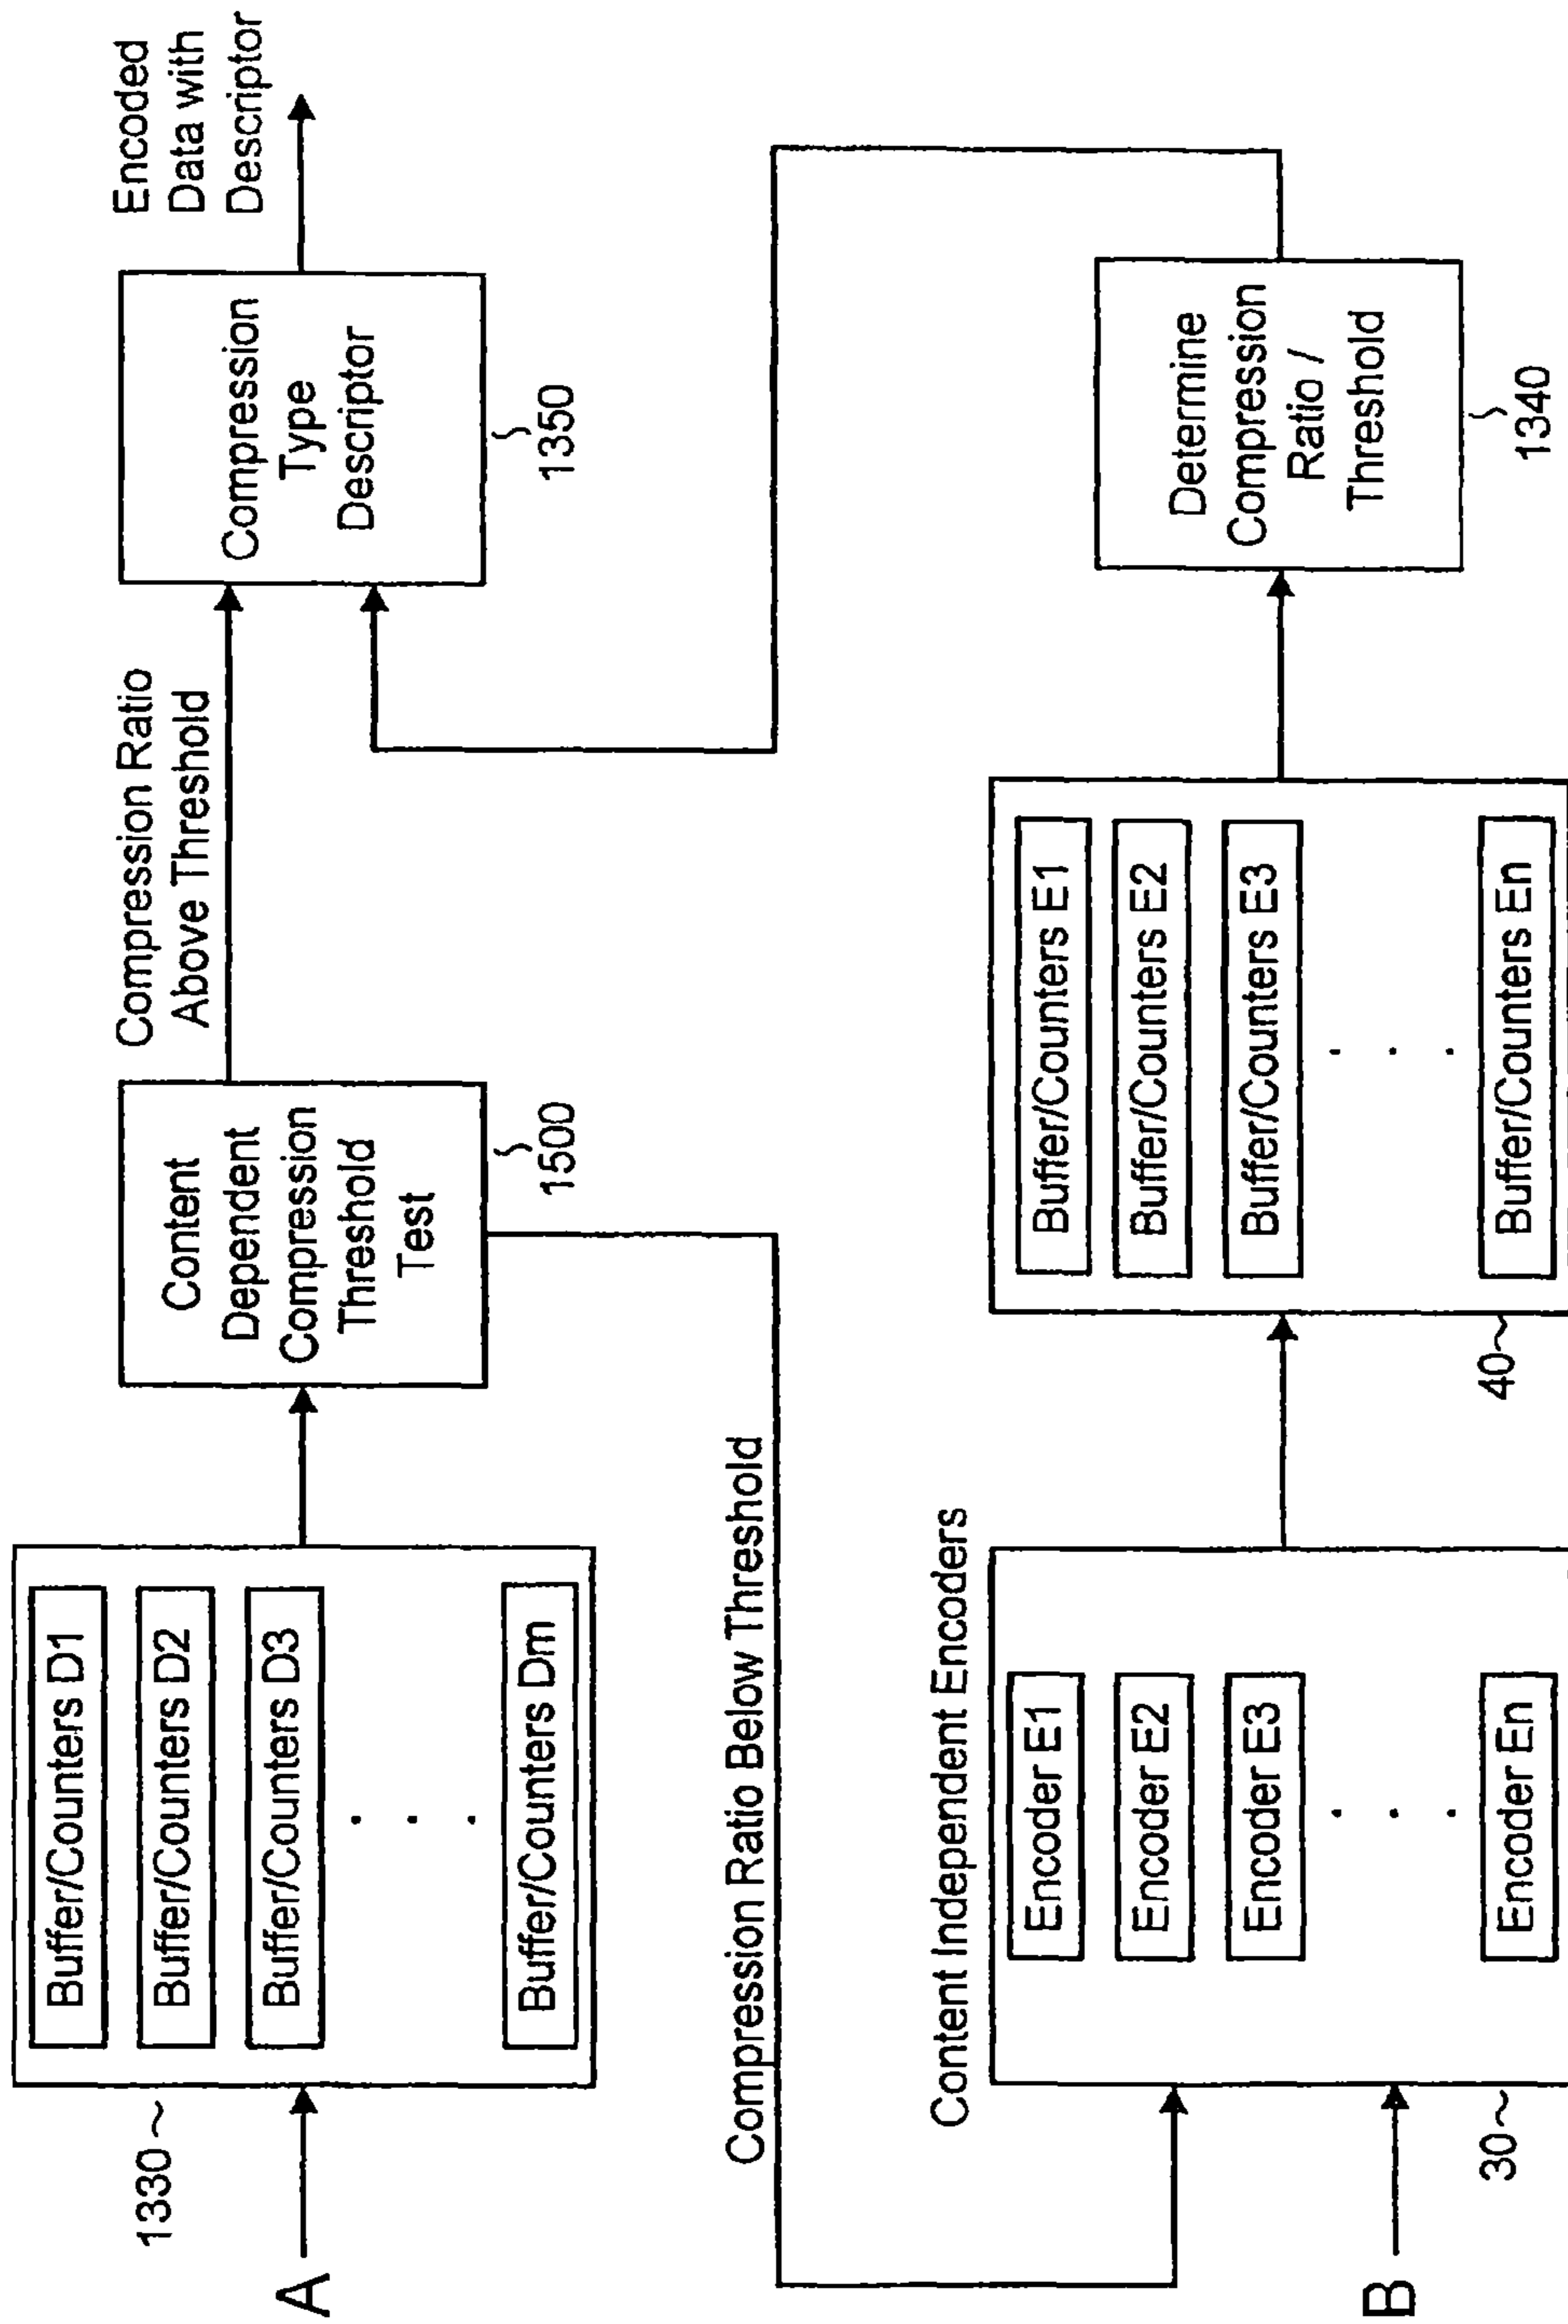 A
1330
Buffer/Counters D1
Buffer/Counters D2
Buffer/Counters D3
. . .
Buffer/Counters Dm
Content
Dependent
Compression
Threshold
Test
1500
Compression Ratio
Above Threshold
Compression
Type
Descriptor
1350
Encoded
Data with
Descriptor
Compression Ratio Below Threshold
B
Content Independent Encoders
30
Encoder E1
Encoder E2
Encoder E3
. . .
Encoder En
40
Buffer/Counters E1
Buffer/Counters E2
Buffer/Counters E3
. . .
Buffer/Counters En
Determine
Compression
Ratio /
Threshold
1340